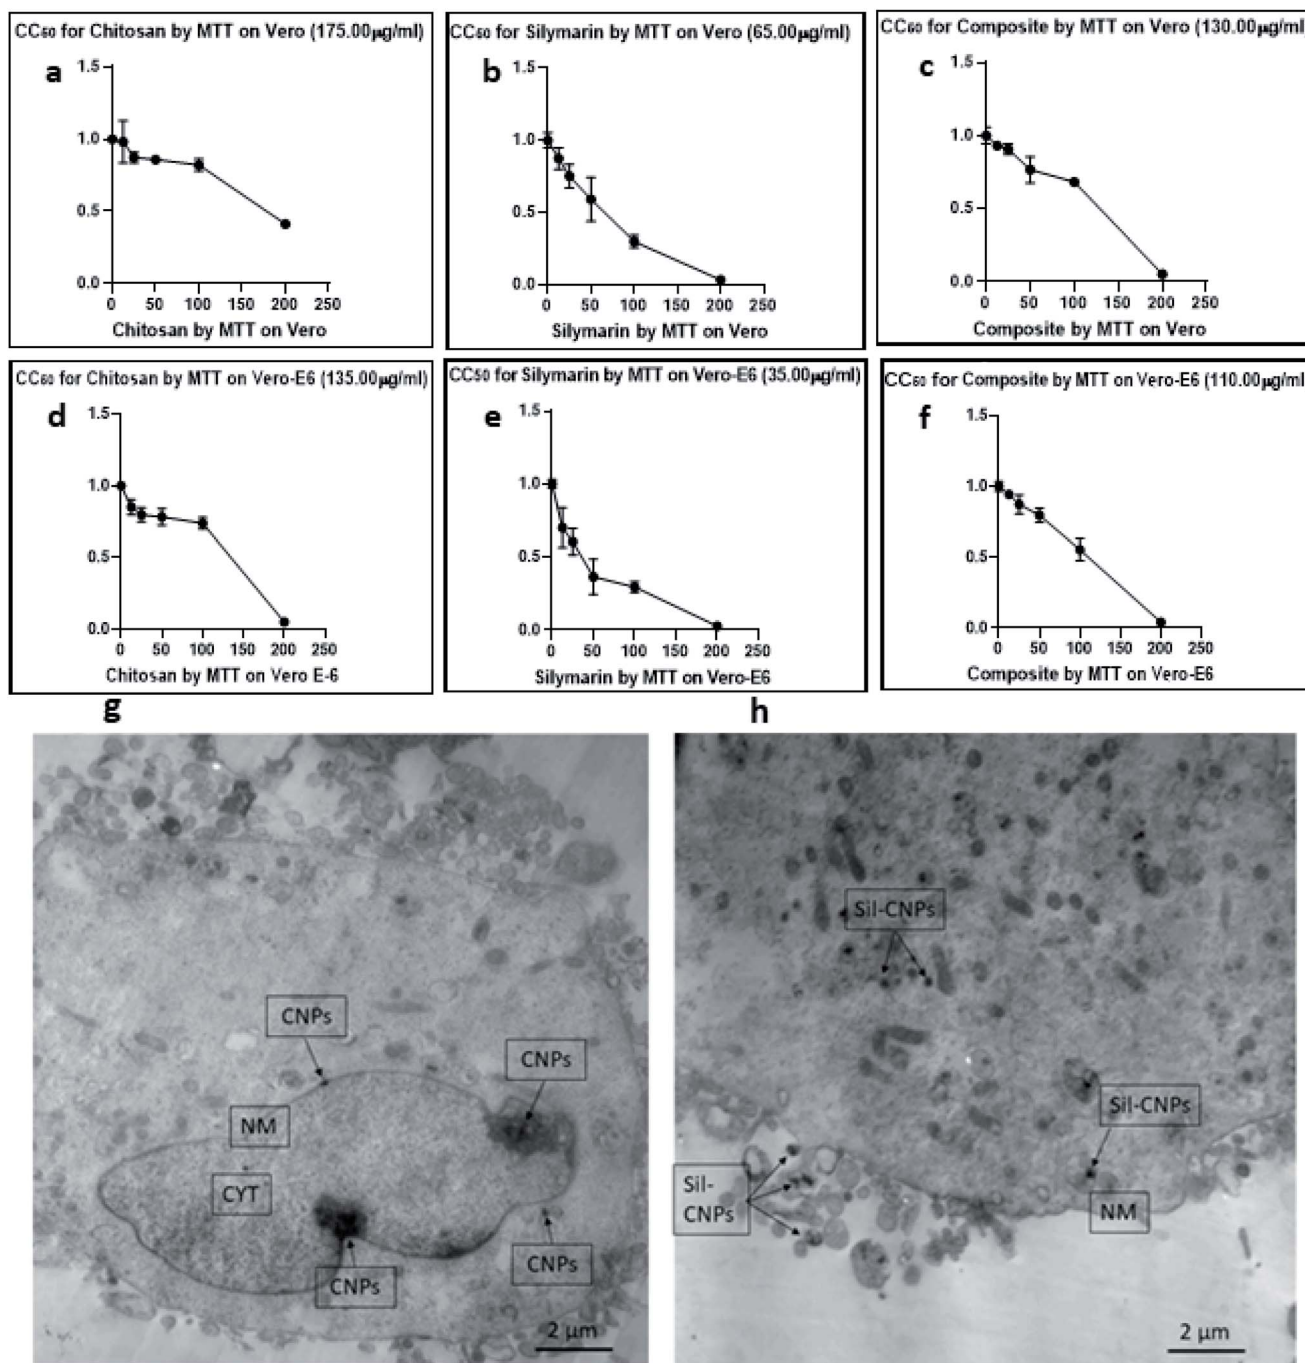 CC₅₀ for Chitosan by MTT on Vero (175.00µg/ml)
a
1.5
1.0
0.5
0.0
0 50 100 150 200 250
Chitosan by MTT on Vero
CC₅₀ for Silymarin by MTT on Vero (65.00µg/ml)
b
1.5
1.0
0.5
0.0
0 50 100 150 200 250
Silymarin by MTT on Vero
CC₅₀ for Composite by MTT on Vero (130.00µg/ml
c
1.5
1.0
0.5
0.0
0 50 100 150 200 250
Composite by MTT on Vero
CC₅₀ for Chitosan by MTT on Vero-E6 (135.00µg/ml)
d
1.5
1.0
0.5
0.0
0 50 100 150 200 250
Chitosan by MTT on Vero E-6
CC50 for Silymarin by MTT on Vero-E6 (35.00µg/ml)
e
1.5
1.0
0.5
0.0
0 50 100 150 200 250
Silymarin by MTT on Vero-E6
CC₅₀ for Composite by MTT on Vero-E6 (110.00µg/ml
f
1.5
1.0
0.5
0.0
0 50 100 150 200 250
Composite by MTT on Vero-E6
g
CNPs
CNPs
NM
CYT
CNPs
CNPs
2 µm
h
Sil-CNPs
Sil-CNPs
Sil-
CNPs
NM
2 µm